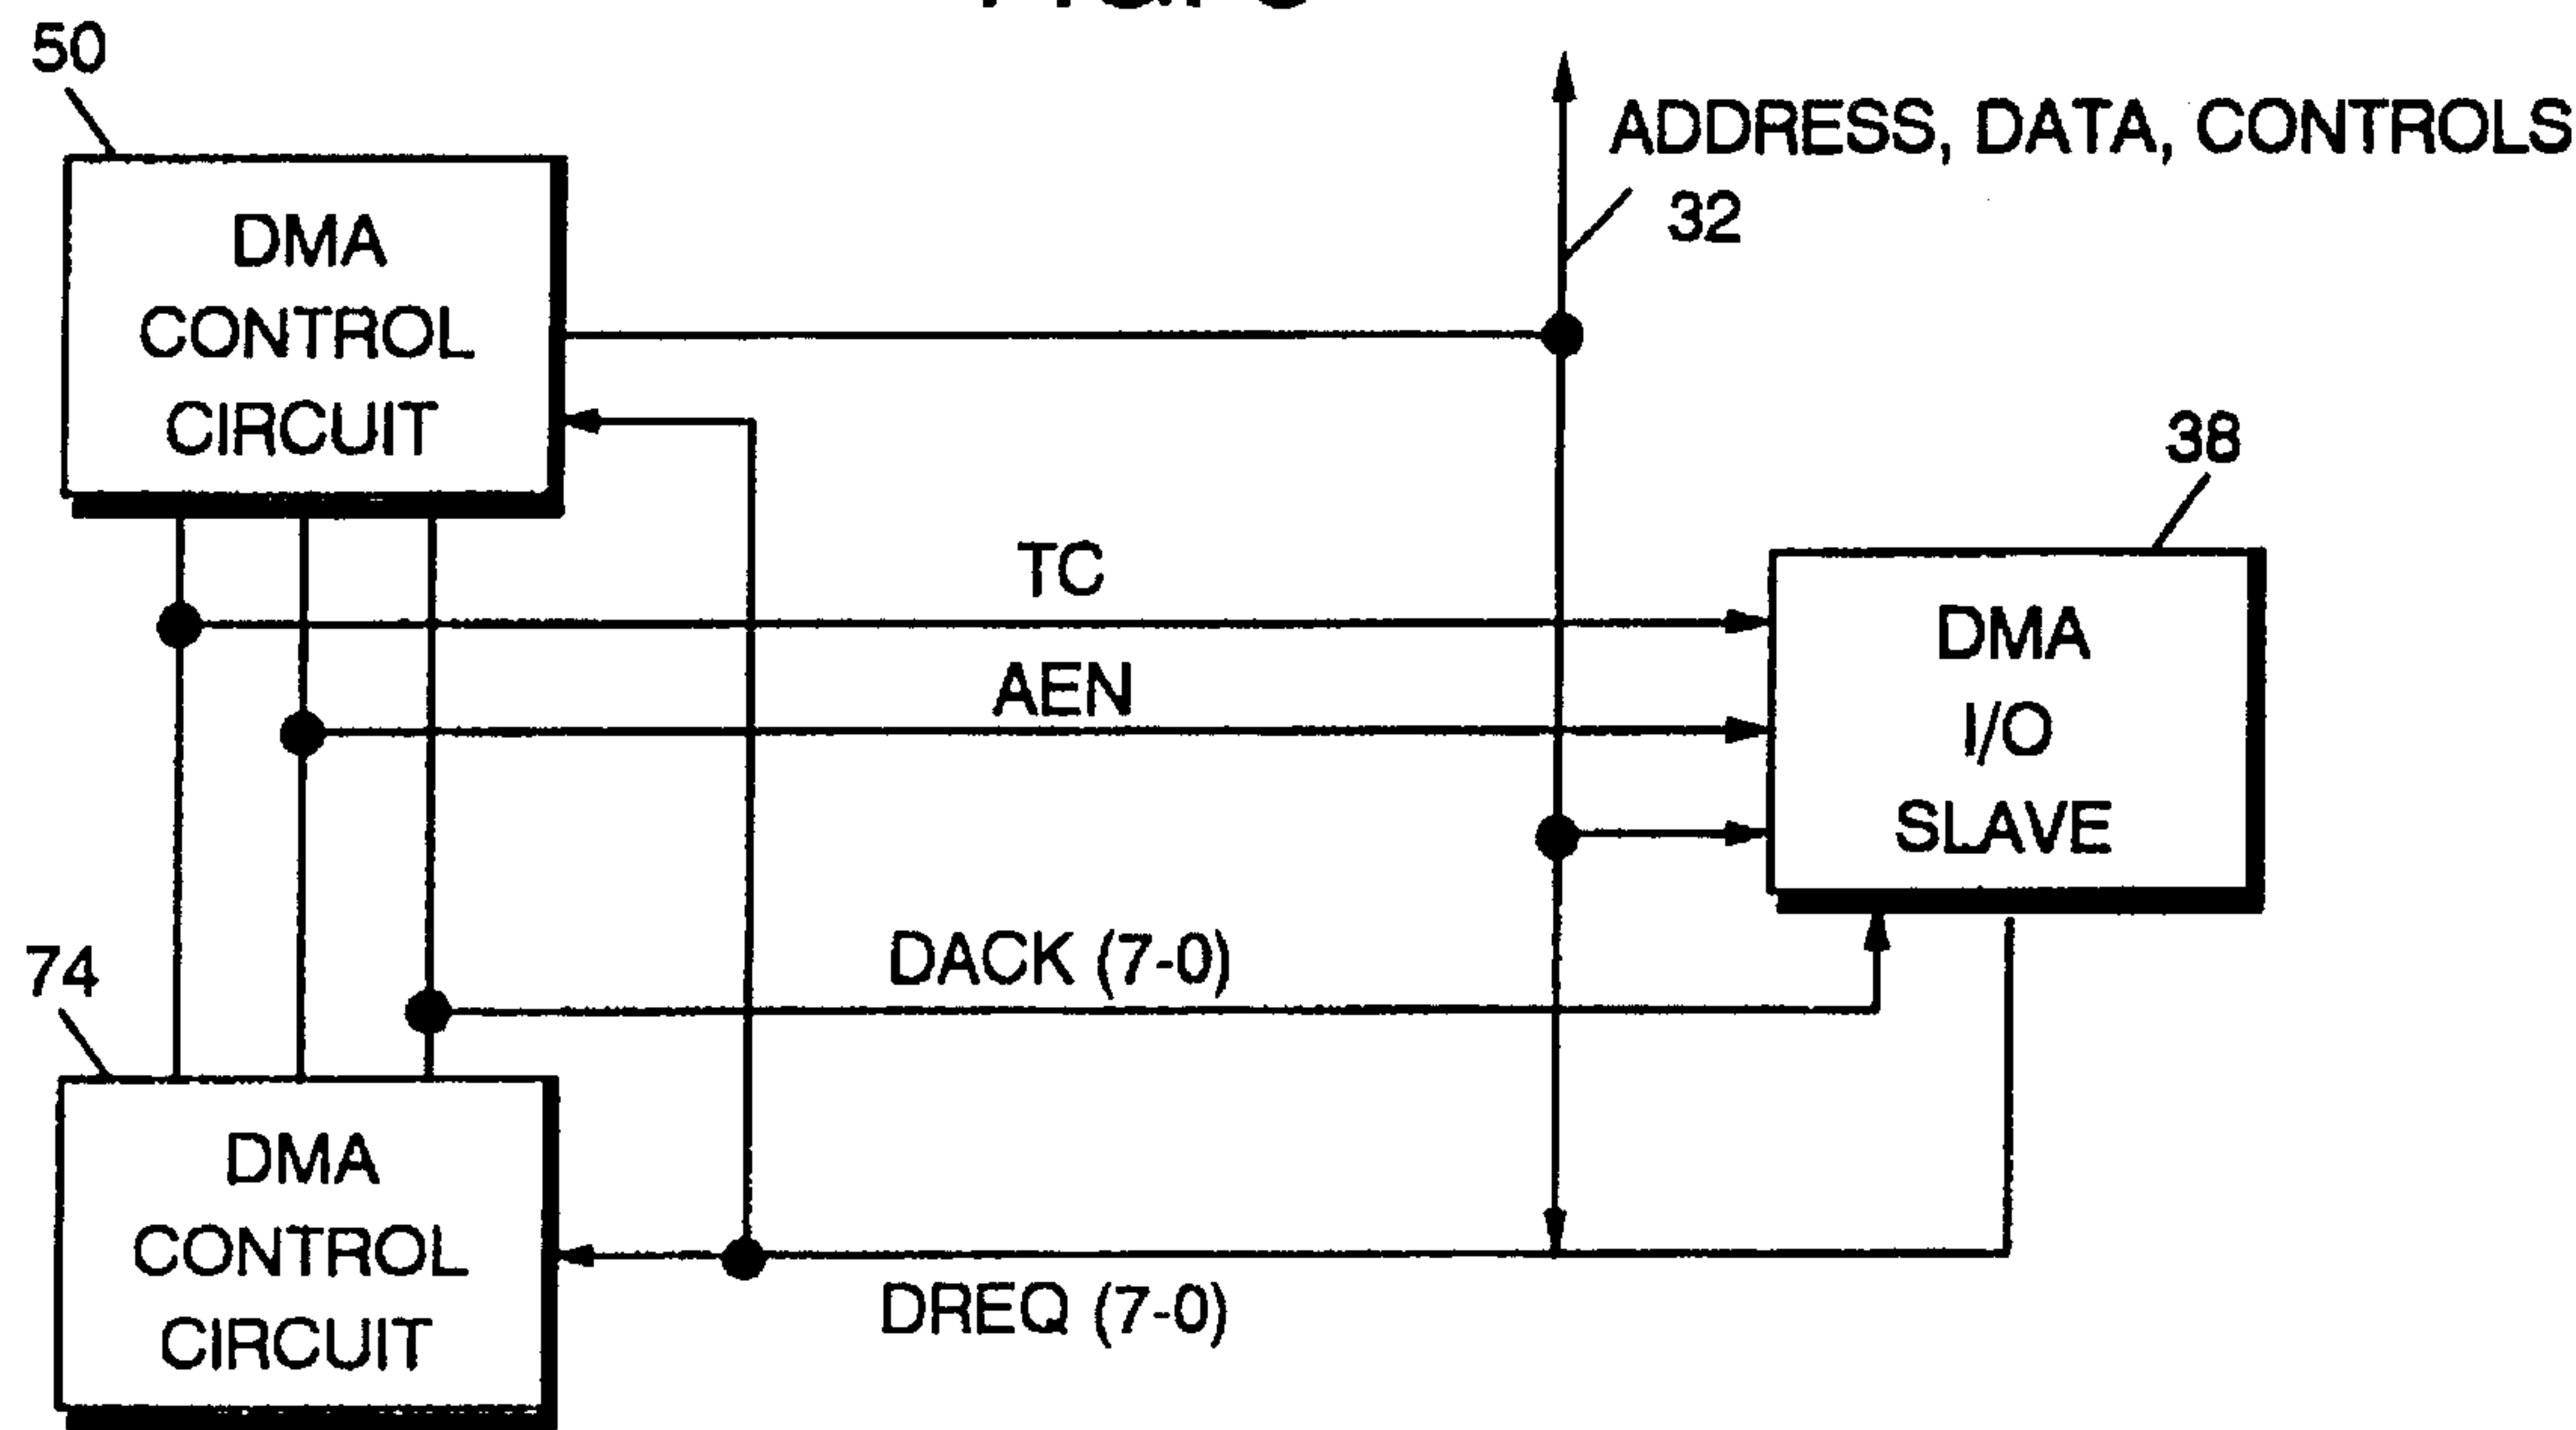 50
ADDRESS, DATA, CONTROLS
32
DMA
CONTROL
CIRCUIT
38
TC
DMA
I/O
SLAVE
AEN
DACK (7-0)
74
DMA
CONTROL
CIRCUIT
DREQ (7-0)